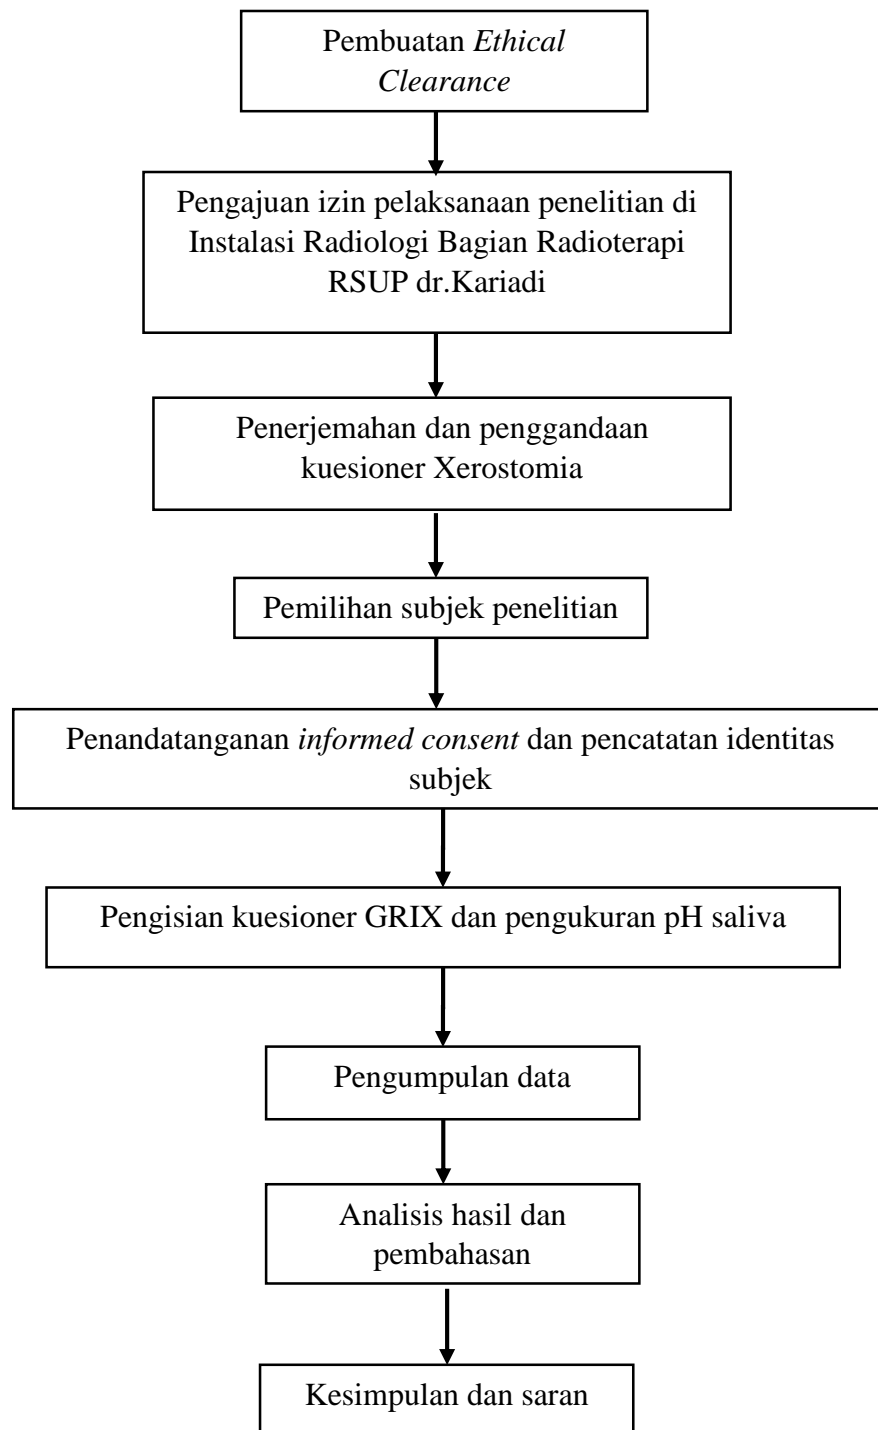 Pembuatan Ethical
Clearance
Pengajuan izin pelaksanaan penelitian di
Instalasi Radiologi Bagian Radioterapi
RSUP dr.Kariadi
Penerjemahan dan penggandaan
kuesioner Xerostomia
Pemilihan subjek penelitian
Penandatanganan informed consent dan pencatatan identitas
subjek
Pengisian kuesioner GRIX dan pengukuran pH saliva
Pengumpulan data
Analisis hasil dan
pembahasan
Kesimpulan dan saran